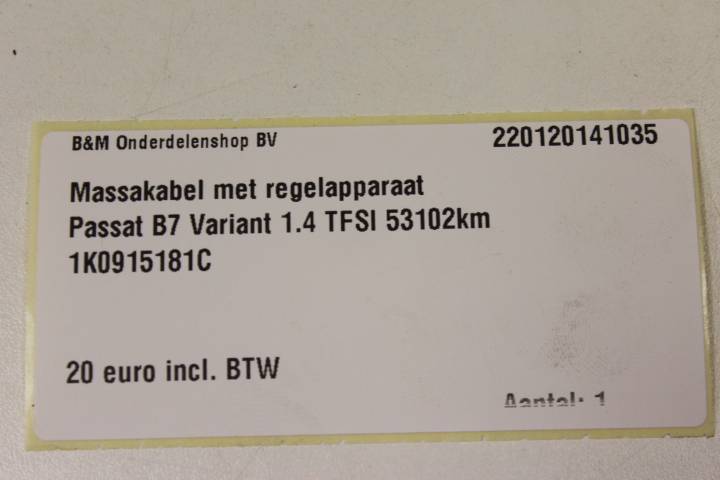 B&M Onderdelenshop BV
220120141035
Massakabel met regelapparaat
Passat B7 Variant 1.4 TFSI 53102km
1K0915181C
20 euro incl. BTW
Aantal: 1